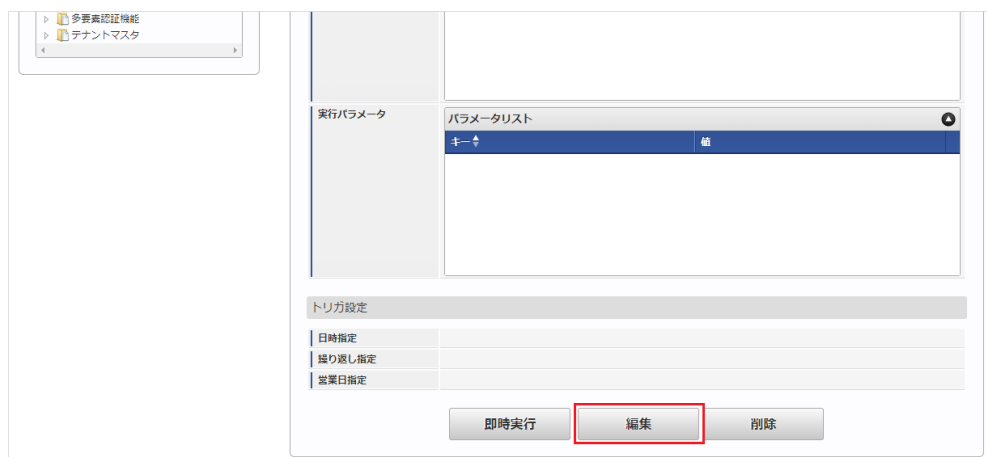 多要素認証機能
テナントマスタ
実行パラメータ
パラメータリスト
キー
値
トリガ設定
日時指定
繰り返し指定
営業日指定
即時実行
編集
削除